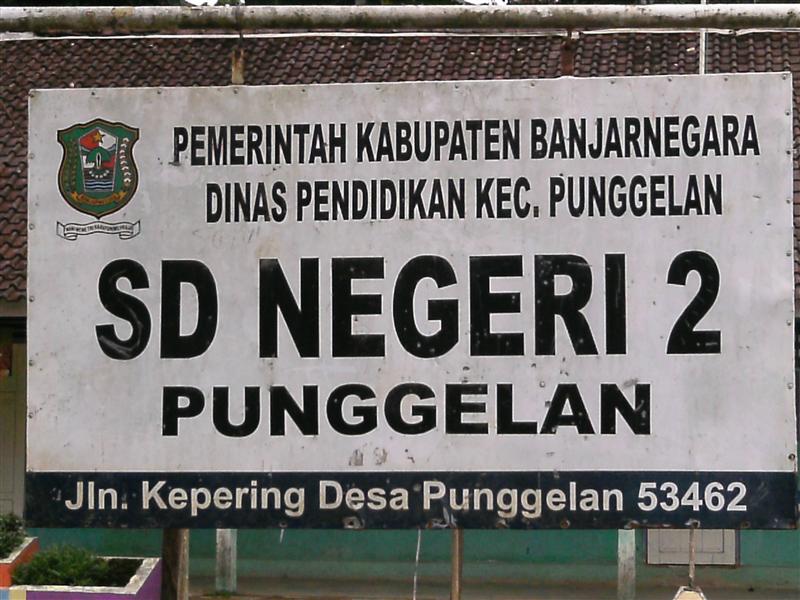 PEMERINTAH KABUPATEN BANJARNEGARA
DINAS PENDIDIKAN KEC. PUNGGELAN
SD NEGERI 2
PUNGGELAN
Jln. Kepering Desa Punggelan 53462